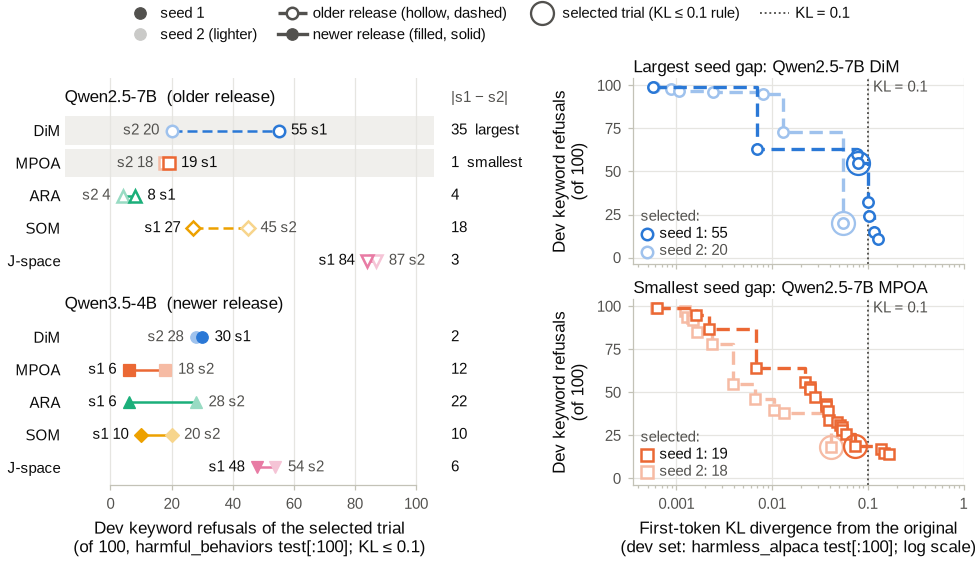 seed 1
older release (hollow, dashed)
selected trial (KL ≤ 0.1 rule)
KL = 0.1
seed 2 (lighter)
newer release (filled, solid)
Qwen2.5-7B (older release)
|s1 − s2|
DiM s2 20 55 s1 35 largest
MPOA s2 18 19 s1 1 smallest
ARA s2 4 8 s1 4
SOM s1 27 45 s2 18
J-space s1 84 87 s2 3
Qwen3.5-4B (newer release)
DiM s2 28 30 s1 2
MPOA s1 6 18 s2 12
ARA s1 6 28 s2 22
SOM s1 10 20 s2 10
J-space s1 48 54 s2 6
0 20 40 60 80 100
Dev keyword refusals of the selected trial
(of 100, harmful_behaviors test[:100]; KL ≤ 0.1)
Largest seed gap: Qwen2.5-7B DiM
KL = 0.1
Dev keyword refusals
(of 100)
100
75
50
25
0
selected:
seed 1: 55
seed 2: 20
Smallest seed gap: Qwen2.5-7B MPOA
KL = 0.1
Dev keyword refusals
(of 100)
100
75
50
25
0
selected:
seed 1: 19
seed 2: 18
0.001 0.01 0.1 1
First-token KL divergence from the original
(dev set: harmless_alpaca test[:100]; log scale)